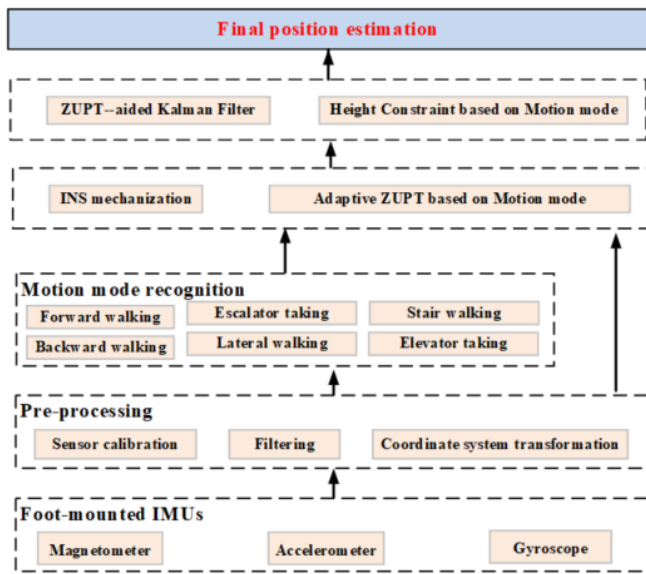 Final position estimation
ZUPT--aided Kalman Filter
Height Constraint based on Motion mode
INS mechanization
Adaptive ZUPT based on Motion mode
Motion mode recognition
Forward walking
Escalator taking
Stair walking
Backward walking
Lateral walking
Elevator taking
Pre-processing
Sensor calibration
Filtering
Coordinate system transformation
Foot-mounted IMUs
Magnetometer
Accelerometer
Gyroscope